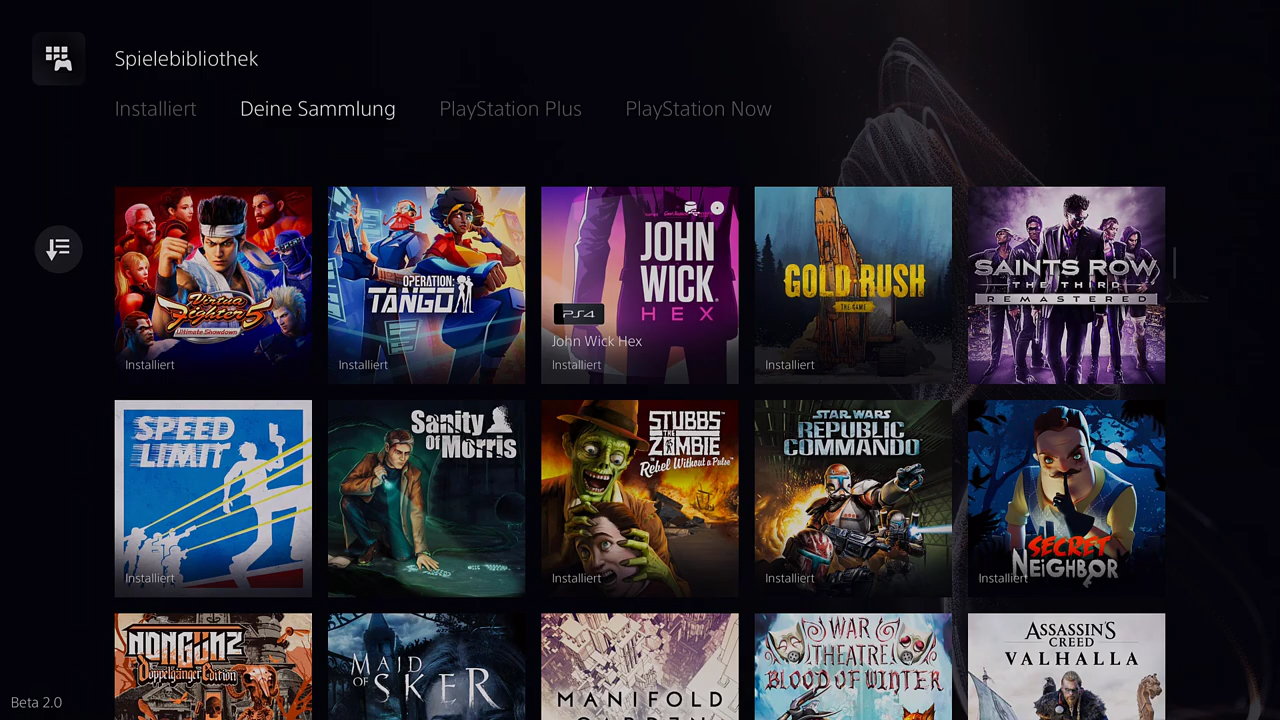 Spielebibliothek
Installiert
Deine Sammlung
PlayStation Plus
PlayStation Now
Virtua
Fighter 5
Ultimate Showdown
Installiert
OPERATION:
TANGO
Installiert
JOHN
WICK
HEX
PS4
John Wick Hex
Installiert
GOLD RUSH
THE GAME
Installiert
SAINTS ROW
THE THIRD
REMASTERED
SPEED
LIMIT
Installiert
Sanity
Of Morris
STUBBS
THE
ZOMBIE
Rebel Without a Pulse™
Installiert
STAR WARS
REPUBLIC
COMMANDO
Installiert
SECRET
NEiGHBOR
Installiert
NONGÜNZ
Doppelgänger Edition
MAID
OF
SKER
MANIFOLD
GARDEN
WAR
THEATRE
BLOOD OF WINTER
ASSASSIN'S
CREED
VALHALLA
Beta 2.0